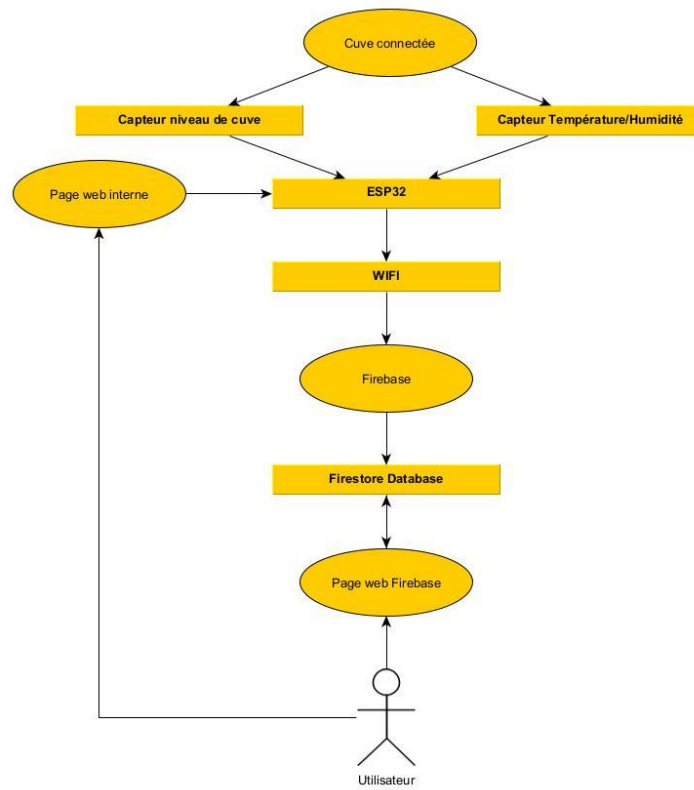 Cuve connectée
Capteur niveau de cuve
Capteur Température/Humidité
Page web interne
ESP32
WIFI
Firebase
Firestore Database
Page web Firebase
Utilisateur